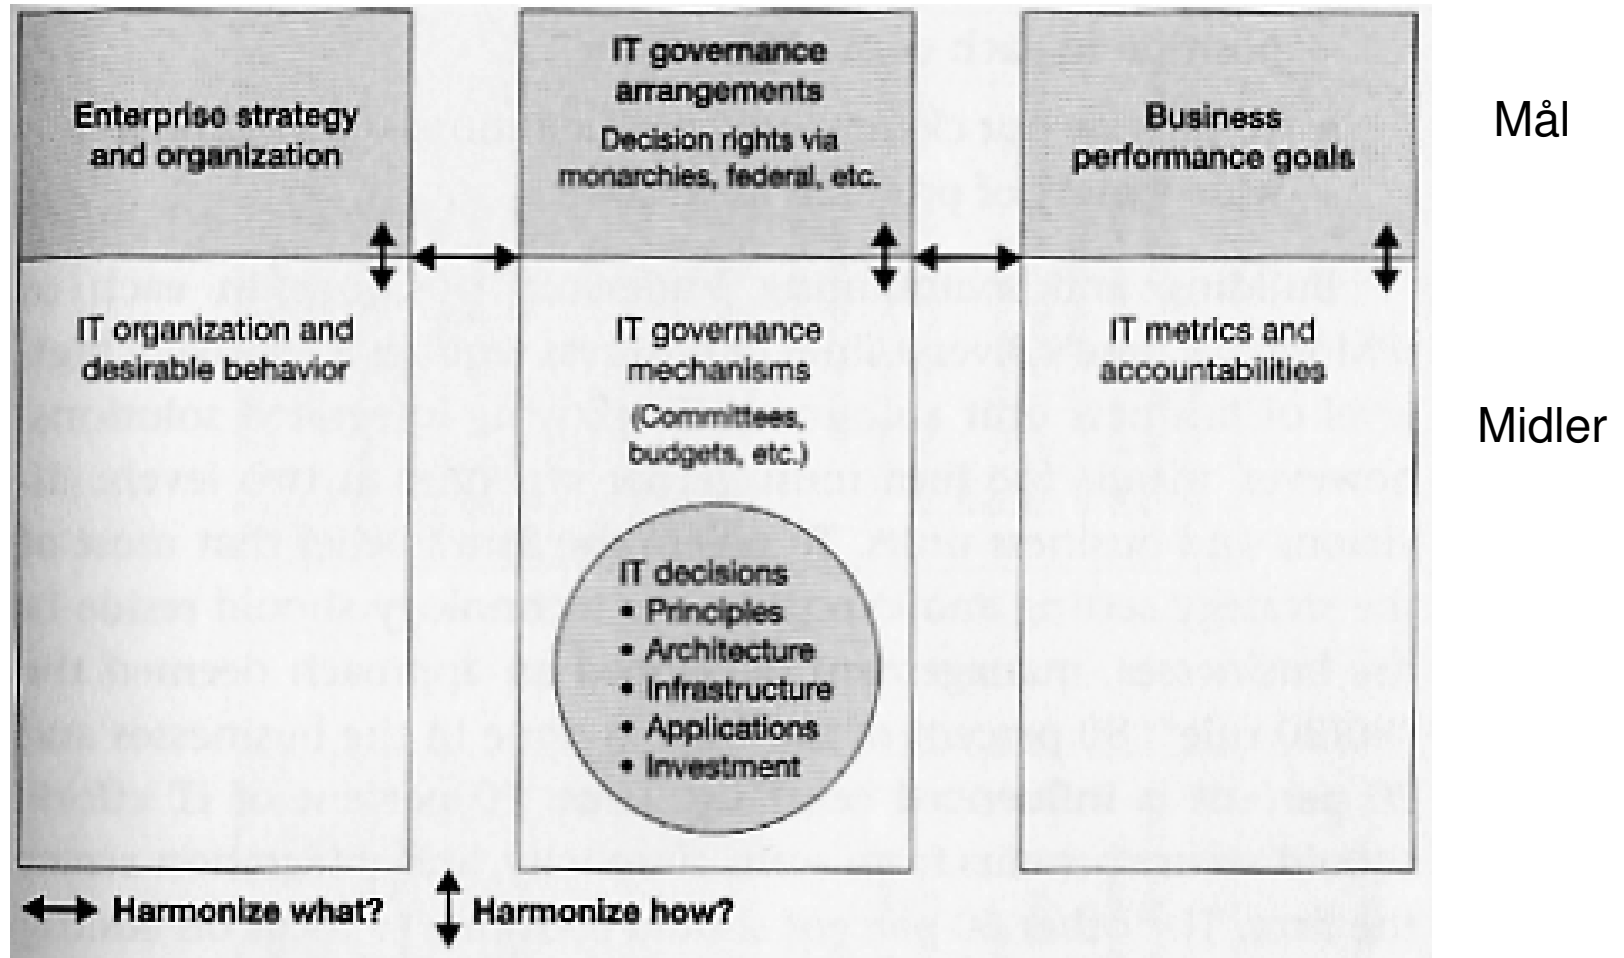 Enterprise strategy
and organization
IT governance
arrangements
Decision rights via
monarchies, federal, etc.
Business
performance goals
Mål
IT organization and
desirable behavior
IT governance
mechanisms
(Committees,
budgets, etc.)
IT decisions
• Principles
• Architecture
• Infrastructure
• Applications
• Investment
IT metrics and
accountabilities
Midler
Harmonize what?
Harmonize how?